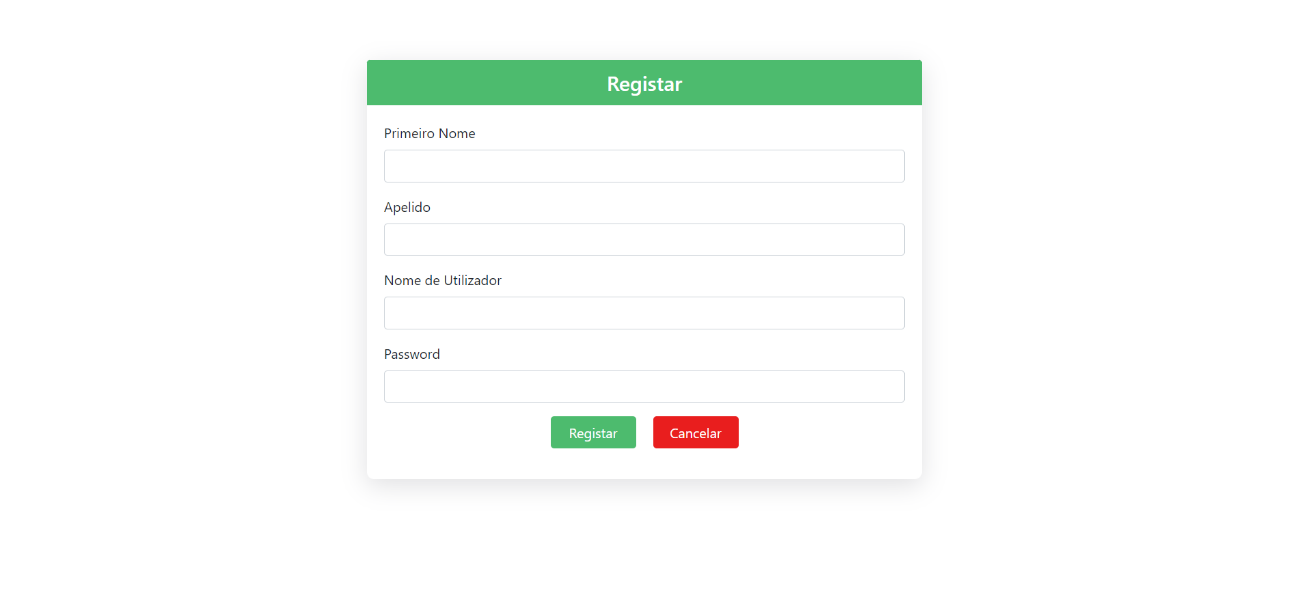 Registar
Primeiro Nome
Apelido
Nome de Utilizador
Password
Registar Cancelar